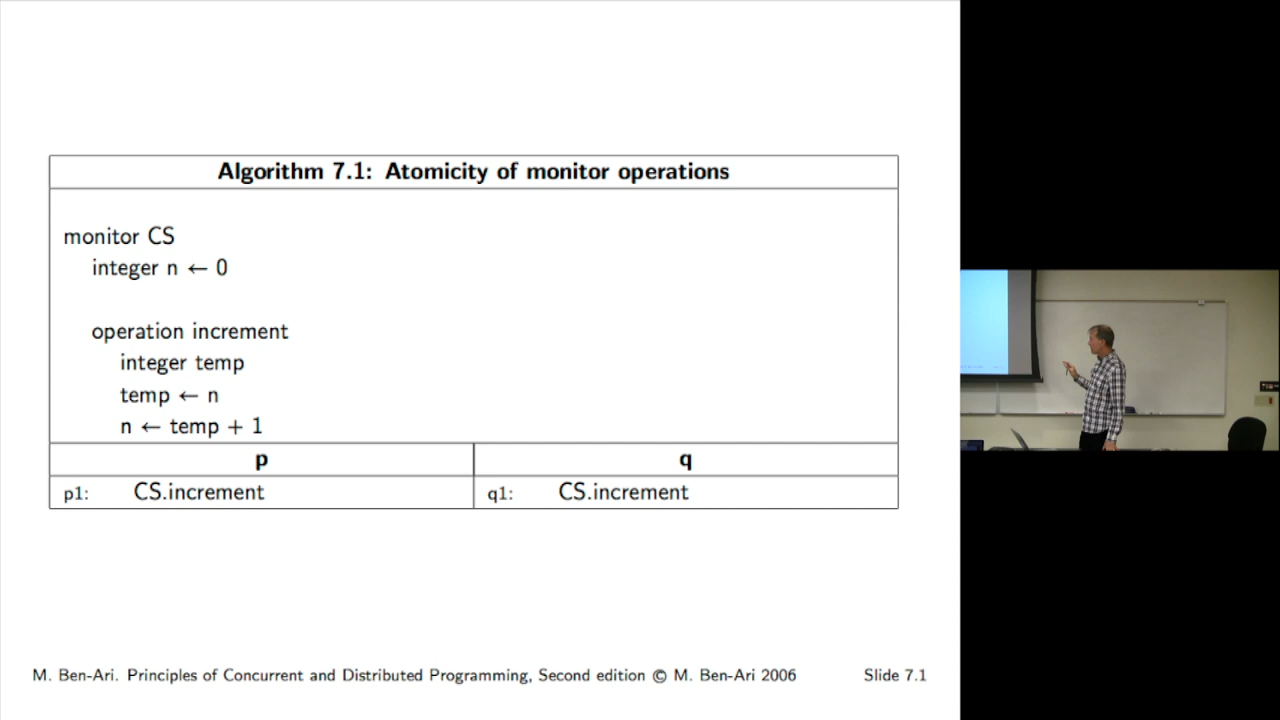 Algorithm 7.1: Atomicity of monitor operations
monitor CS
integer n ← 0
operation increment
integer temp
temp ← n
n ← temp + 1
p q
p1: CS.increment q1: CS.increment
M. Ben-Ari. Principles of Concurrent and Distributed Programming, Second edition © M. Ben-Ari 2006 Slide 7.1